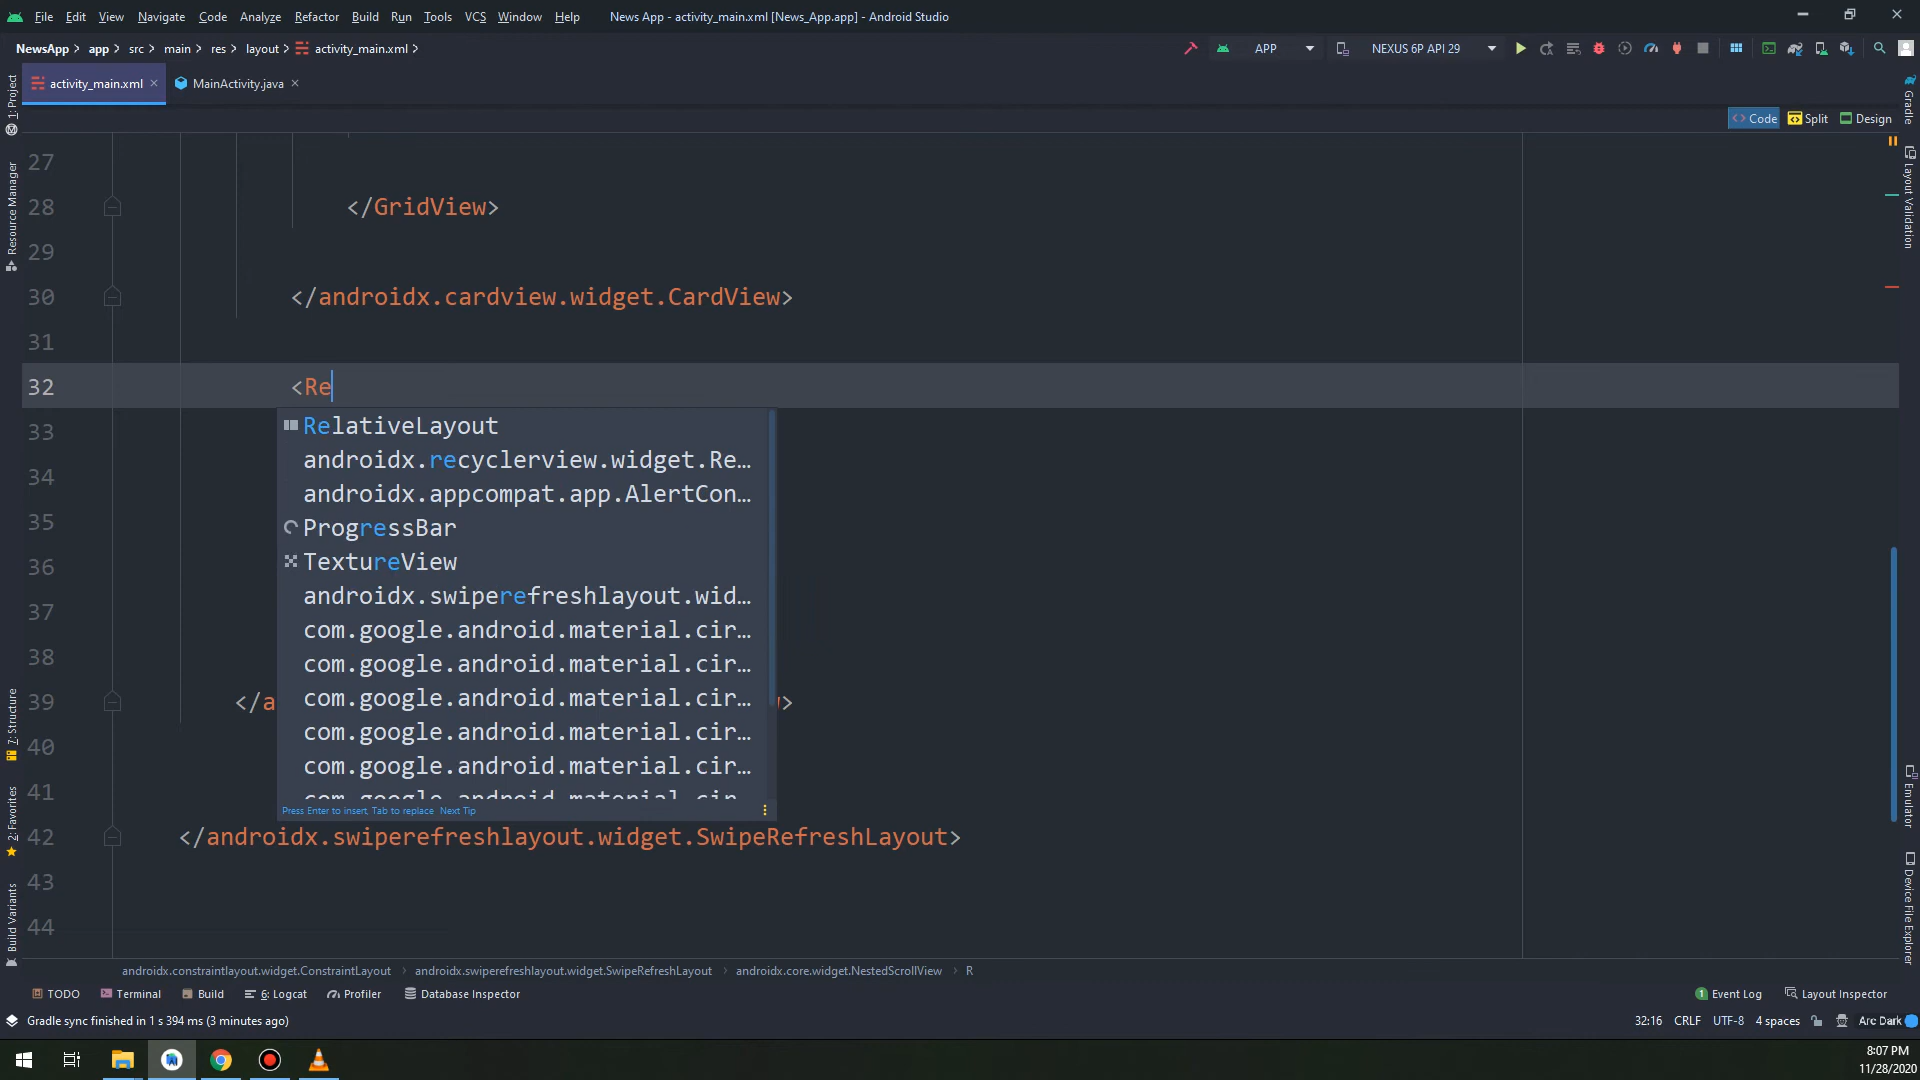 File Edit View Navigate Code Analyze Refactor Build Run Tools VCS Window Help News App - activity_main.xml [News_App.app] - Android Studio
NewsApp app src main res layout activity_main.xml APP NEXUS 6P API 29
activity_main.xml MainActivity.java
Code Split Design
1: Project
Resource Manager
7: Structure
2: Favorites
Build Variants
Gradle
Layout Validation
Emulator
Device File Explorer
27
28 </GridView>
29
30 </androidx.cardview.widget.CardView>
31
32 <Re
33 RelativeLayout
androidx.recyclerview.widget.Re...
34 androidx.appcompat.app.AlertCon...
35 ProgressBar
36 TextureView
androidx.swiperefreshlayout.wid...
37 com.google.android.material.cir...
38 com.google.android.material.cir...
39 </a com.google.android.material.cir... >
40 com.google.android.material.cir...
com.google.android.material.cir...
41 com.google.android.material.cir...
Press Enter to insert, Tab to replace Next Tip
42 </androidx.swiperefreshlayout.widget.SwipeRefreshLayout>
43
44
androidx.constraintlayout.widget.ConstraintLayout androidx.swiperefreshlayout.widget.SwipeRefreshLayout androidx.core.widget.NestedScrollView R
TODO Terminal Build 6: Logcat Profiler Database Inspector 1 Event Log Layout Inspector
Gradle sync finished in 1 s 394 ms (3 minutes ago) 32:16 CRLF UTF-8 4 spaces Arc Dark
8:07 PM
11/28/2020